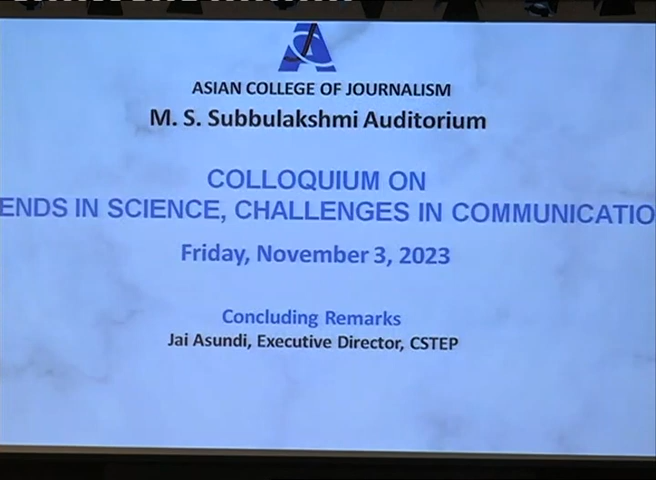 ASIAN COLLEGE OF JOURNALISM
M. S. Subbulakshmi Auditorium
COLLOQUIUM ON
ENDS IN SCIENCE, CHALLENGES IN COMMUNICATIO
Friday, November 3, 2023
Concluding Remarks
Jai Asundi, Executive Director, CSTEP